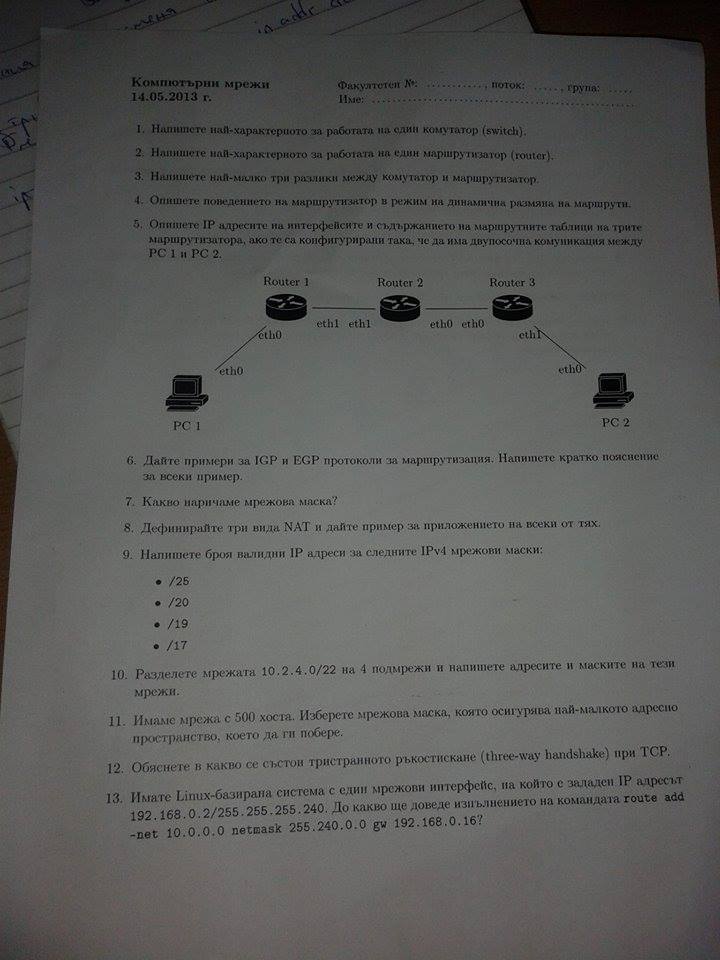 Компютърни мрежи
14.05.2013 г.
Факултетен №: ............, поток: ......, група: .....,
Име: ................................................
1. Напишете най-характерното за работата на един комутатор (switch).
2. Напишете най-характерното за работата на един маршрутизатор (router).
3. Напишете най-малко три разлики между комутатор и маршрутизатор.
4. Опишете поведението на маршрутизатор в режим на динамична размяна на маршрути.
5. Опишете IP адресите на интерфейсите и съдържанието на маршрутните таблици на трите
маршрутизатора, ако те са конфигурирани така, че да има двупосочна комуникация между
PC 1 и PC 2.
Router 1 Router 2 Router 3
eth1 eth1 eth0 eth0
eth0 eth1
eth0 eth0
PC 1 PC 2
6. Дайте примери за IGP и EGP протоколи за маршрутизация. Напишете кратко пояснение
за всеки пример.
7. Какво наричаме мрежова маска?
8. Дефинирайте три вида NAT и дайте пример за приложението на всеки от тях.
9. Напишете броя валидни IP адреси за следните IPv4 мрежови маски:
• /25
• /20
• /19
• /17
10. Разделете мрежата 10.2.4.0/22 на 4 подмрежи и напишете адресите и маските на тези
мрежи.
11. Имаме мрежа с 500 хоста. Изберете мрежова маска, която осигурява най-малкото адресно
пространство, което да ги побере.
12. Обяснете в какво се състои тристранното ръкостискане (three-way handshake) при TCP.
13. Имате Linux-базирана система с един мрежови интерфейс, на който е зададен IP адресът
192.168.0.2/255.255.255.240. До какво ще доведе изпълнението на командата route add
-net 10.0.0.0 netmask 255.240.0.0 gw 192.168.0.16?
ip addr